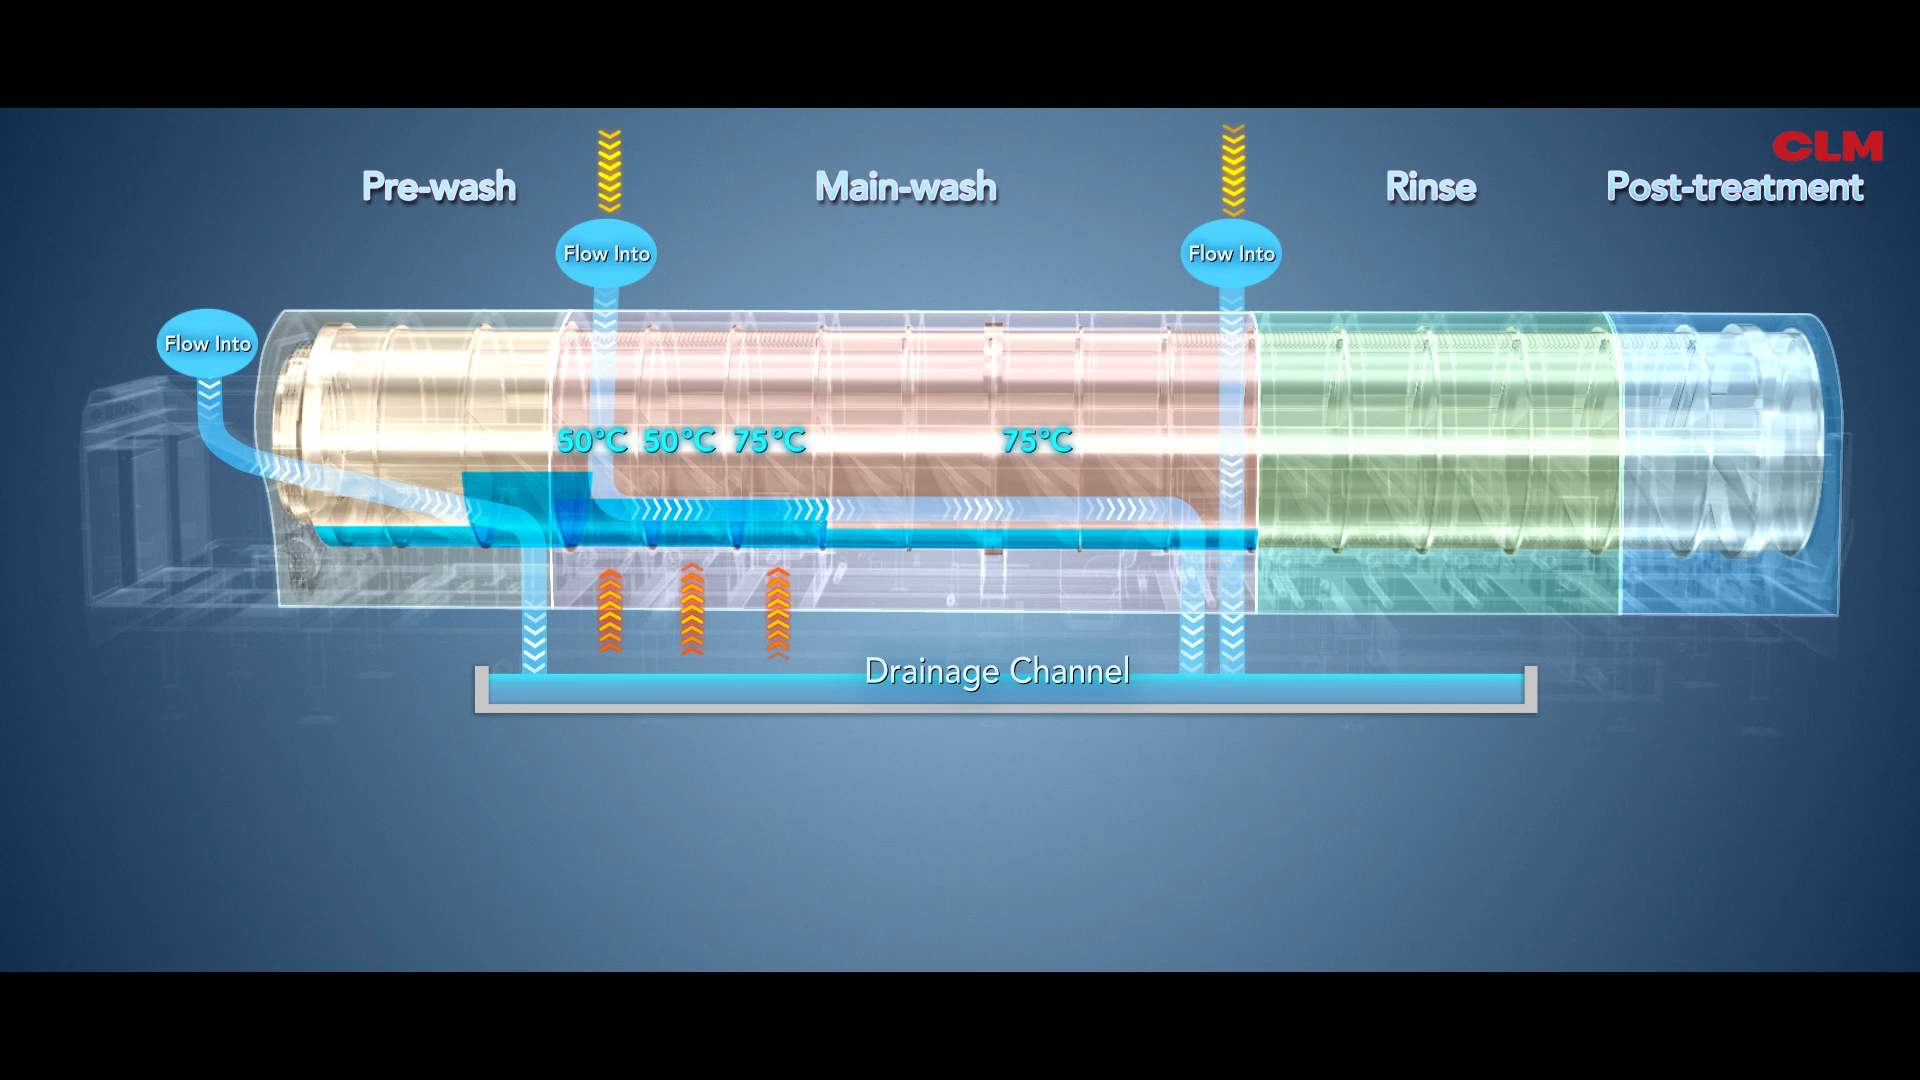 CLM
Pre-wash
Main-wash
Rinse
Post-treatment
Flow Into
Flow Into
Flow Into
50°C 50°C 75°C 75°C
Drainage Channel